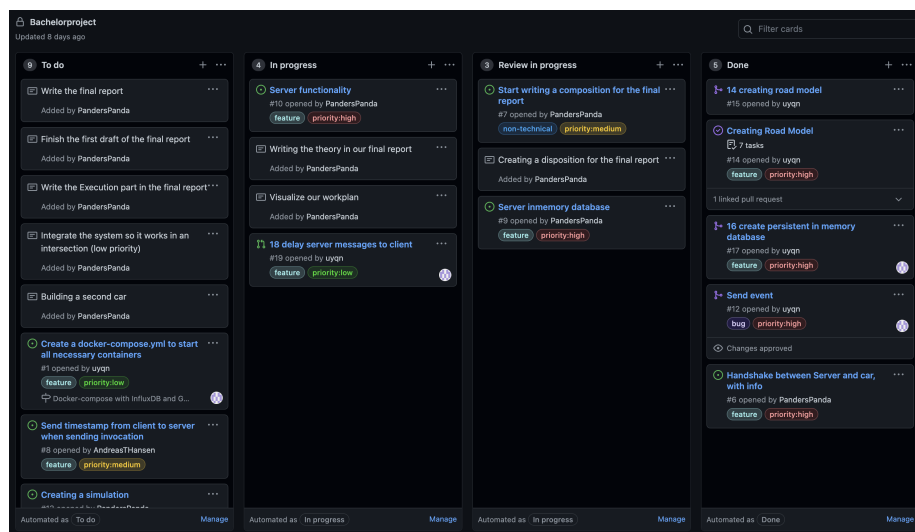 Bachelorproject
Updated 8 days ago
Filter cards
9 To do
Write the final report
Added by PandersPanda
Finish the first draft of the final report
Added by PandersPanda
Write the Execution part in the final report
Added by PandersPanda
Integrate the system so it works in an
intersection (low priority)
Added by PandersPanda
Building a second car
Added by PandersPanda
Create a docker-compose.yml to start
all necessary containers
#1 opened by uyqn
feature priority:low
Docker-compose with InfluxDB and G...
Send timestamp from client to server
when sending invocation
#8 opened by AndreasTHansen
feature priority:medium
Creating a simulation
Automated as To do Manage
4 In progress
Server functionality
#10 opened by PandersPanda
feature priority:high
Writing the theory in our final report
Added by PandersPanda
Visualize our workplan
Added by PandersPanda
18 delay server messages to client
#19 opened by uyqn
feature priority:low
Automated as In progress Manage
3 Review in progress
Start writing a composition for the final
report
#7 opened by PandersPanda
non-technical priority:medium
Creating a disposition for the final report
Added by PandersPanda
Server inmemory database
#9 opened by PandersPanda
feature priority:high
Automated as In progress Manage
5 Done
14 creating road model
#15 opened by uyqn
Creating Road Model
7 tasks
#14 opened by uyqn
feature priority:high
1 linked pull request
16 create persistent in memory
database
#17 opened by uyqn
feature priority:high
Send event
#12 opened by uyqn
bug priority:high
Changes approved
Handshake between Server and car,
with info
#6 opened by PandersPanda
feature priority:high
Automated as Done Manage